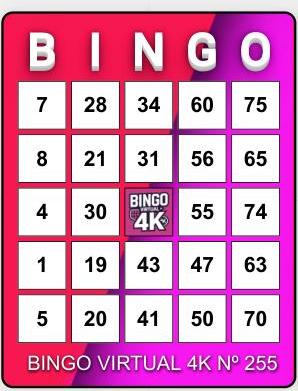 B I N G O
7 28 34 60 75
8 21 31 56 65
4 30 BINGO VIRTUAL 4K 55 74
1 19 43 47 63
5 20 41 50 70
BINGO VIRTUAL 4K Nº 255